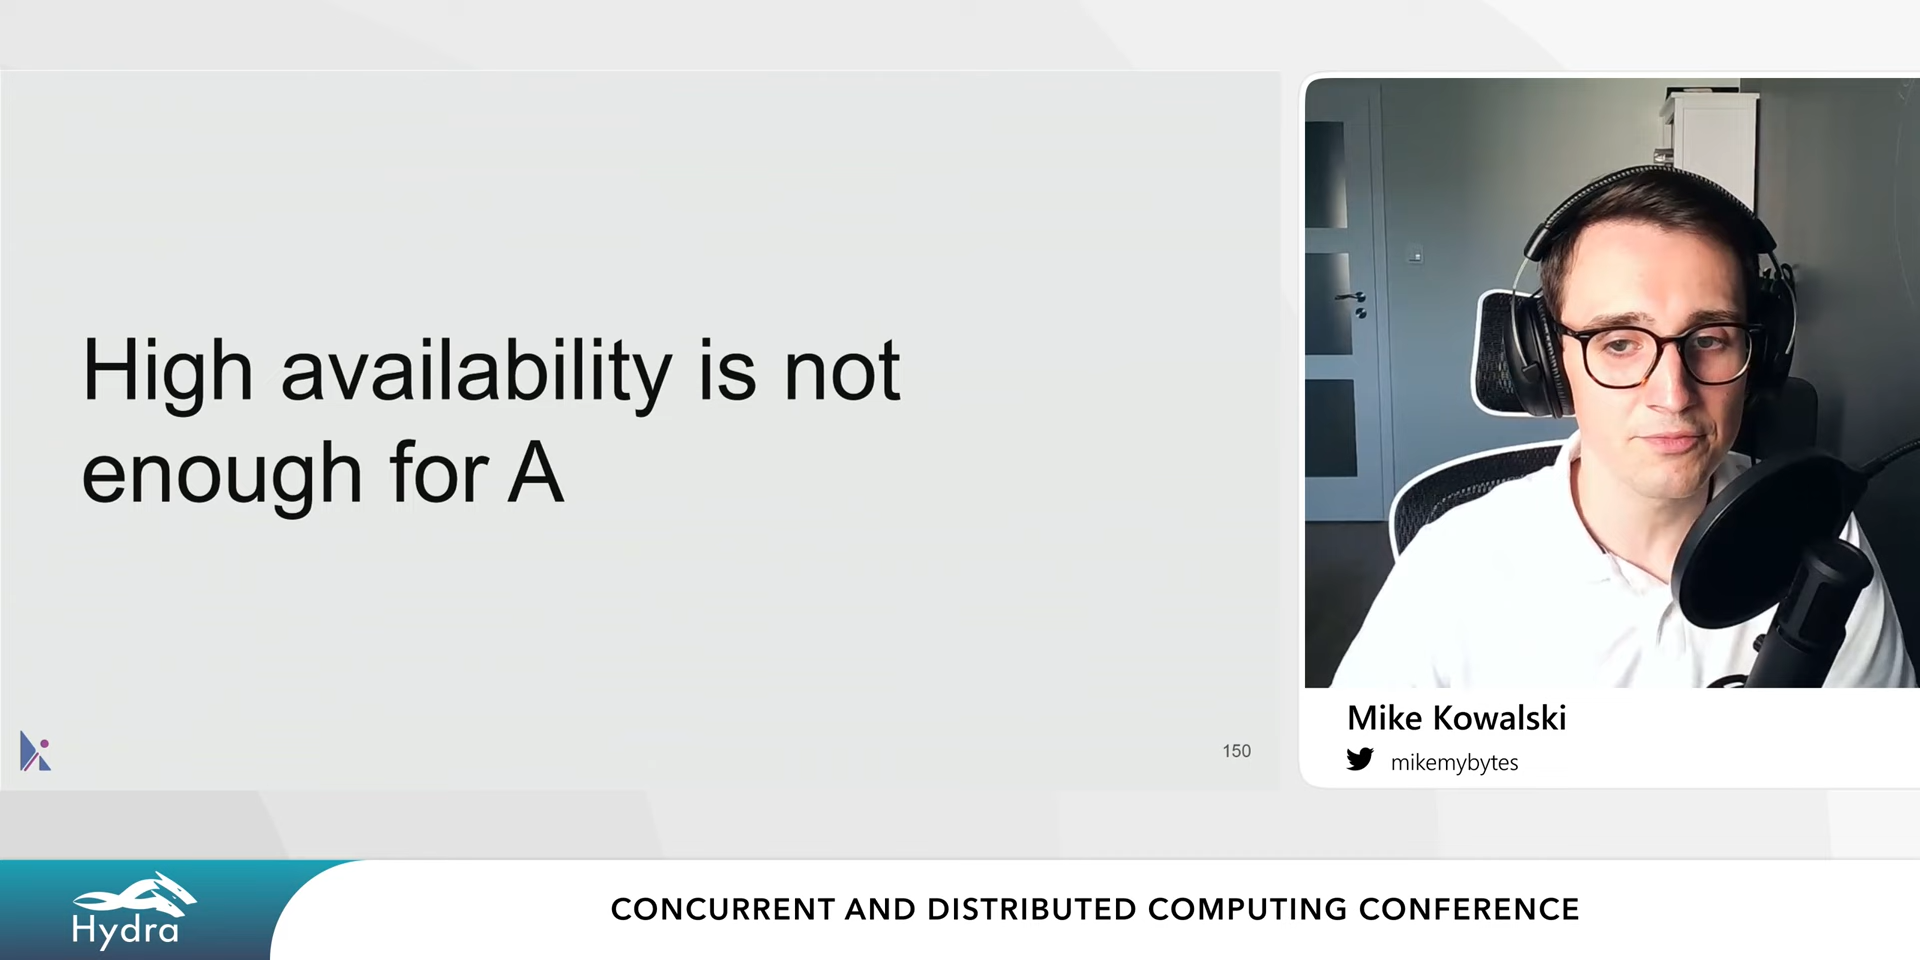 High availability is not
enough for A
150
Mike Kowalski
mikemybytes
Hydra
CONCURRENT AND DISTRIBUTED COMPUTING CONFERENCE